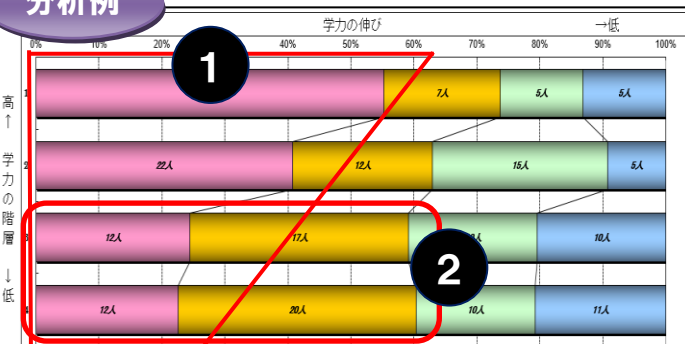 分析例
学力の伸び →低
0% 10% 20% 40% 50% 60% 70% 80% 90% 100%
高↑ 学力の階層 ↓低
1 7人 5人 5人
2 22人 12人 15人 5人
12人 17人 10人
12人 20人 10人 11人
1
2